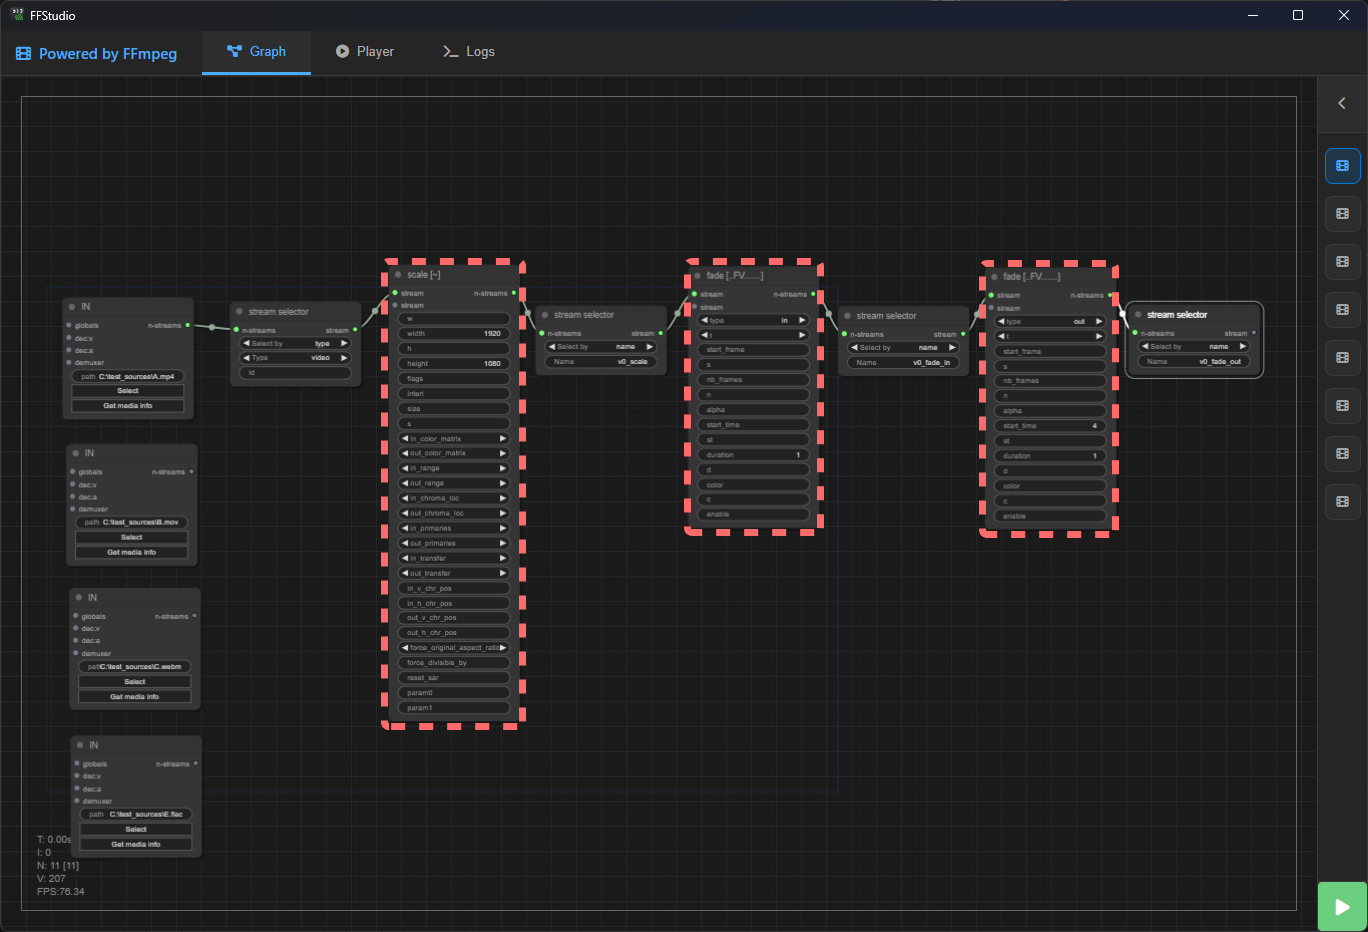 FFStudio
Powered by FFmpeg
Graph
Player
Logs
IN
globals n-streams
dec:v
dec:a
demuxer
path C:\test_sources\A.mp4
Select
Get media info
IN
globals n-streams
dec:v
dec:a
demuxer
path C:\test_sources\B.mov
Select
Get media info
IN
globals n-streams
dec:v
dec:a
demuxer
path C:\test_sources\C.webm
Select
Get media info
IN
globals n-streams
dec:v
dec:a
demuxer
path C:\test_sources\E.flac
Select
Get media info
stream selector
n-streams stream
Select by type
Type video
Id
scale [~]
stream n-streams
stream
w
width 1920
h
height 1080
flags
interl
size
s
in_color_matrix
out_color_matrix
in_range
out_range
in_chroma_loc
out_chroma_loc
in_primaries
out_primaries
in_transfer
out_transfer
in_v_chr_pos
in_h_chr_pos
out_v_chr_pos
out_h_chr_pos
force_original_aspect_ratio
force_divisible_by
reset_sar
param0
param1
stream selector
n-streams stream
Select by name
Name v0_scale
fade [..FV......]
stream n-streams
stream
type in
t
start_frame
s
nb_frames
n
alpha
start_time
st
duration 1
d
color
c
enable
stream selector
n-streams stream
Select by name
Name v0_fade_in
fade [..FV......]
stream n-streams
stream
type out
t
start_frame
s
nb_frames
n
alpha
start_time 4
st
duration 1
d
color
c
enable
stream selector
n-streams stream
Select by name
Name v0_fade_out
T: 0.00s
I: 0
N: 11 [11]
V: 207
FPS:76.34